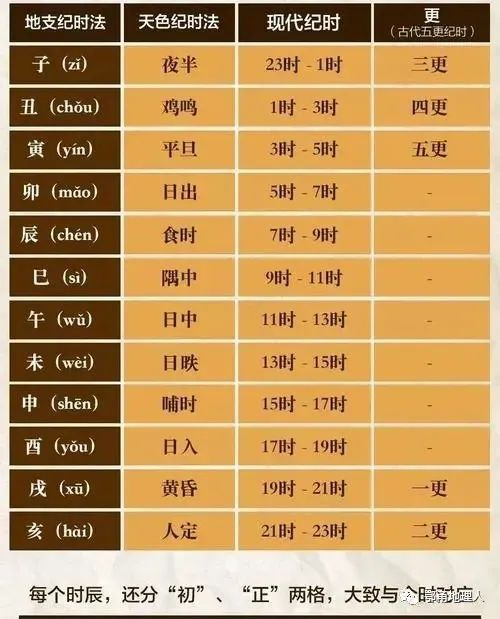 地支纪时法 天色纪时法 现代纪时 更
(古代五更纪时)
子 (zǐ) 夜半 23时 - 1时 三更
丑 (chǒu) 鸡鸣 1时 - 3时 四更
寅 (yín) 平旦 3时 - 5时 五更
卯 (mǎo) 日出 5时 - 7时 -
辰 (chén) 食时 7时 - 9时 -
巳 (sì) 隅中 9时 - 11时 -
午 (wǔ) 日中 11时 - 13时 -
未 (wèi) 日昳 13时 - 15时 -
申 (shēn) 哺时 15时 - 17时 -
酉 (yǒu) 日入 17时 - 19时 -
戌 (xū) 黄昏 19时 - 21时 一更
亥 (hài) 人定 21时 - 23时 二更
每个时辰，还分“初”、“正”两格，大致与
地理人